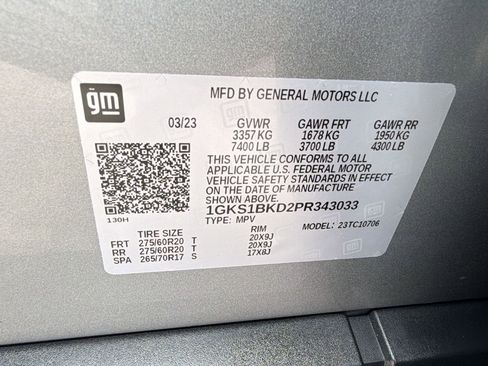 gm
MFD BY GENERAL MOTORS LLC
03/23 GVWR GAWR FRT GAWR RR
3357 KG 1678 KG 1950 KG
7400 LB 3700 LB 4300 LB
THIS VEHICLE CONFORMS TO ALL
APPLICABLE U.S. FEDERAL MOTOR
VEHICLE SAFETY STANDARDS IN EFFECT ON
THE DATE OF MANUFACTURE
1GKS1BKD2PR343033
130H TYPE: MPV MODEL: 23TC10706
TIRE SIZE RIM
FRT 275/60R20 T 20X9J
RR 275/60R20 T 20X9J
SPA 265/70R17 S 17X8J